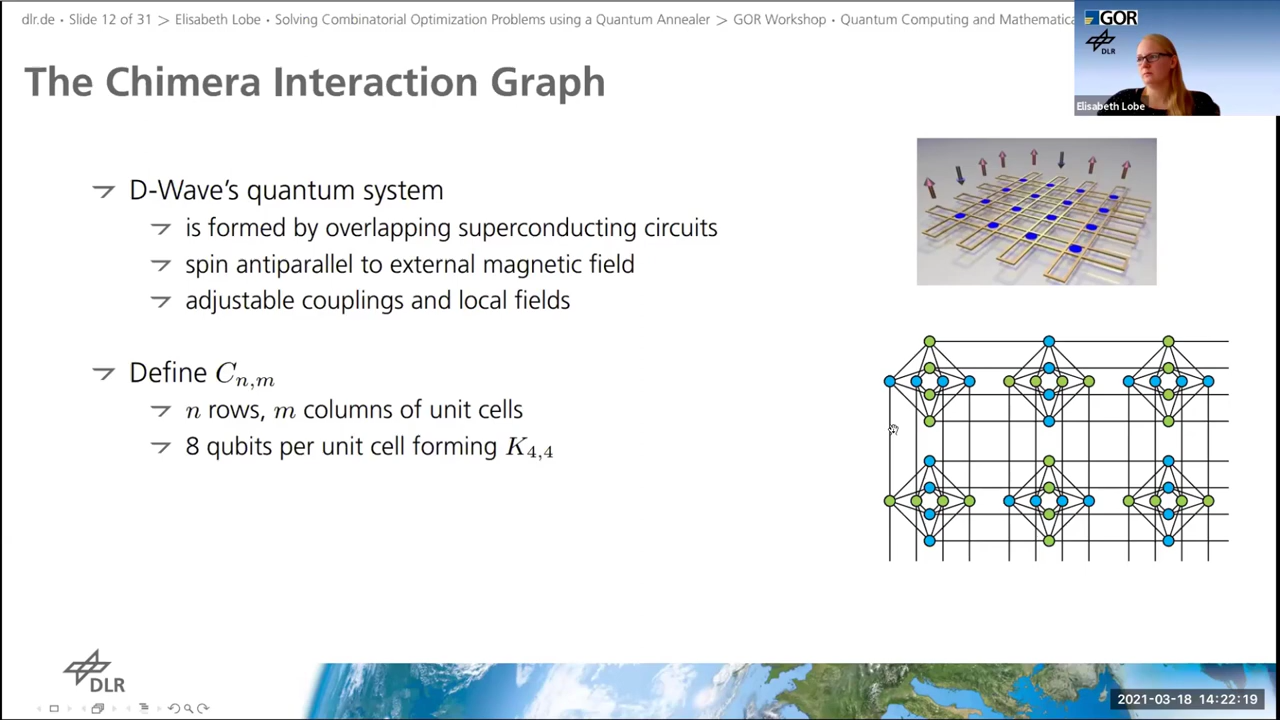 dlr.de • Slide 12 of 31 > Elisabeth Lobe • Solving Combinatorial Optimization Problems using a Quantum Annealer > GOR Workshop • Quantum Computing and Mathematica
GOR
DLR
Elisabeth Lobe
The Chimera Interaction Graph
D-Wave's quantum system
is formed by overlapping superconducting circuits
spin antiparallel to external magnetic field
adjustable couplings and local fields
Define C_{n,m}
n rows, m columns of unit cells
8 qubits per unit cell forming K_{4,4}
DLR
2021-03-18 14:22:19